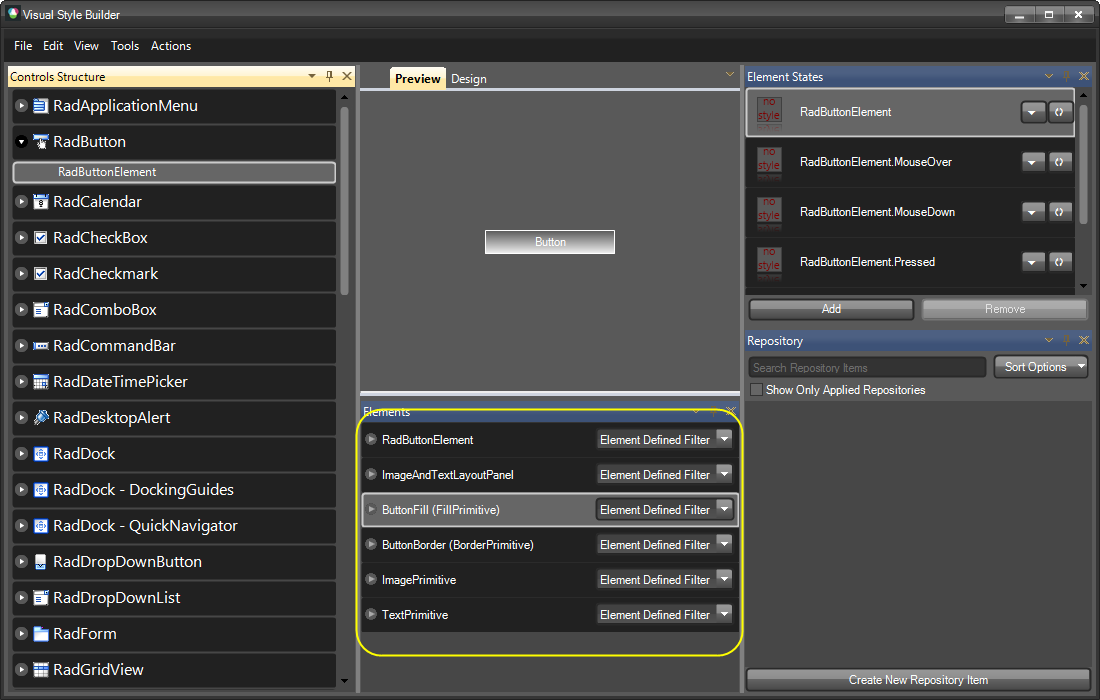 Visual Style Builder
File Edit View Tools Actions
Controls Structure
RadApplicationMenu
RadButton
RadButtonElement
RadCalendar
RadCheckBox
RadCheckmark
RadComboBox
RadCommandBar
RadDateTimePicker
RadDesktopAlert
RadDock
RadDock - DockingGuides
RadDock - QuickNavigator
RadDropDownButton
RadDropDownList
RadForm
RadGridView
Preview Design
Button
Elements
RadButtonElement Element Defined Filter
ImageAndTextLayoutPanel Element Defined Filter
ButtonFill (FillPrimitive) Element Defined Filter
ButtonBorder (BorderPrimitive) Element Defined Filter
ImagePrimitive Element Defined Filter
TextPrimitive Element Defined Filter
Element States
no
style
RadButtonElement
no
style
RadButtonElement.MouseOver
no
style
RadButtonElement.MouseDown
no
style
RadButtonElement.Pressed
Add Remove
Repository
Search Repository Items Sort Options
Show Only Applied Repositories
Create New Repository Item